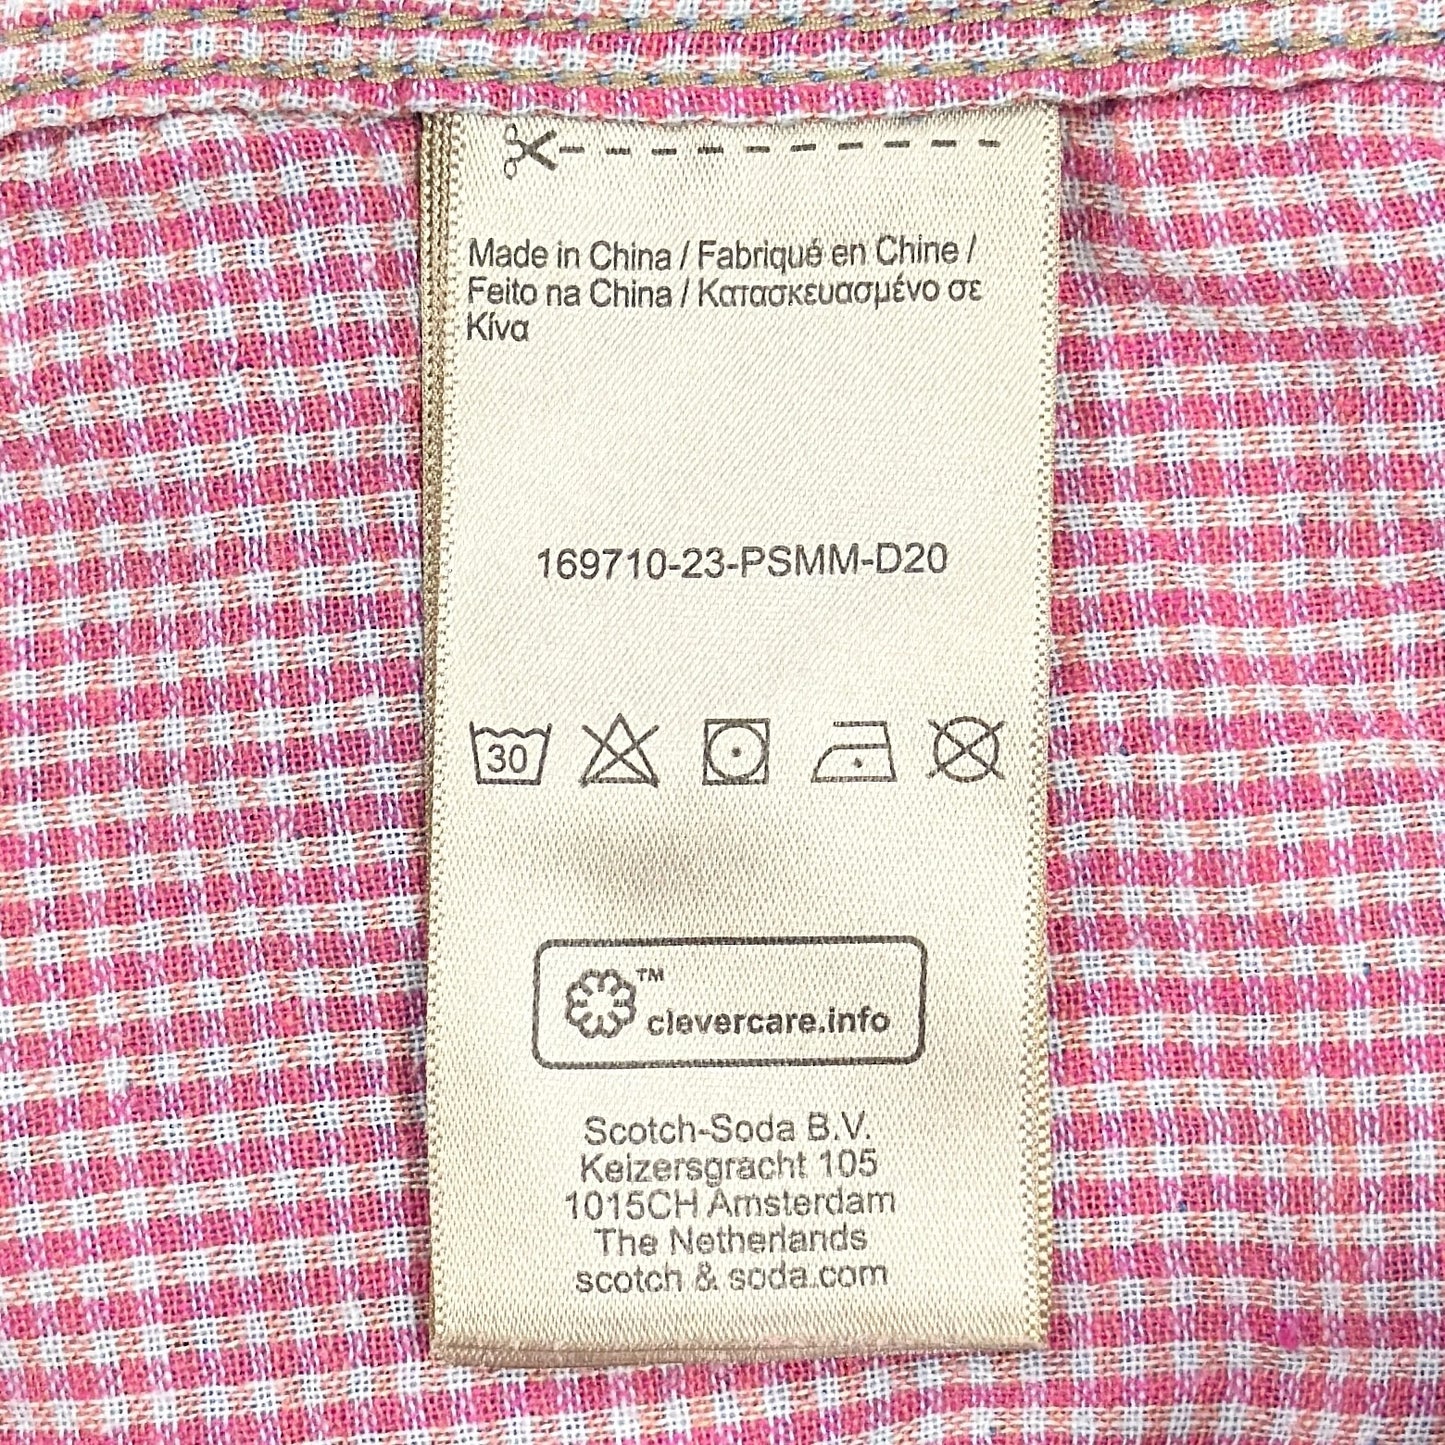 Made in China / Fabriqué en Chine /
Feito na China / Κατασκευασμένο σε
Κίνα
169710-23-PSMM-D20
30
™
clevercare.info
Scotch-Soda B.V.
Keizersgracht 105
1015CH Amsterdam
The Netherlands
scotch & soda.com